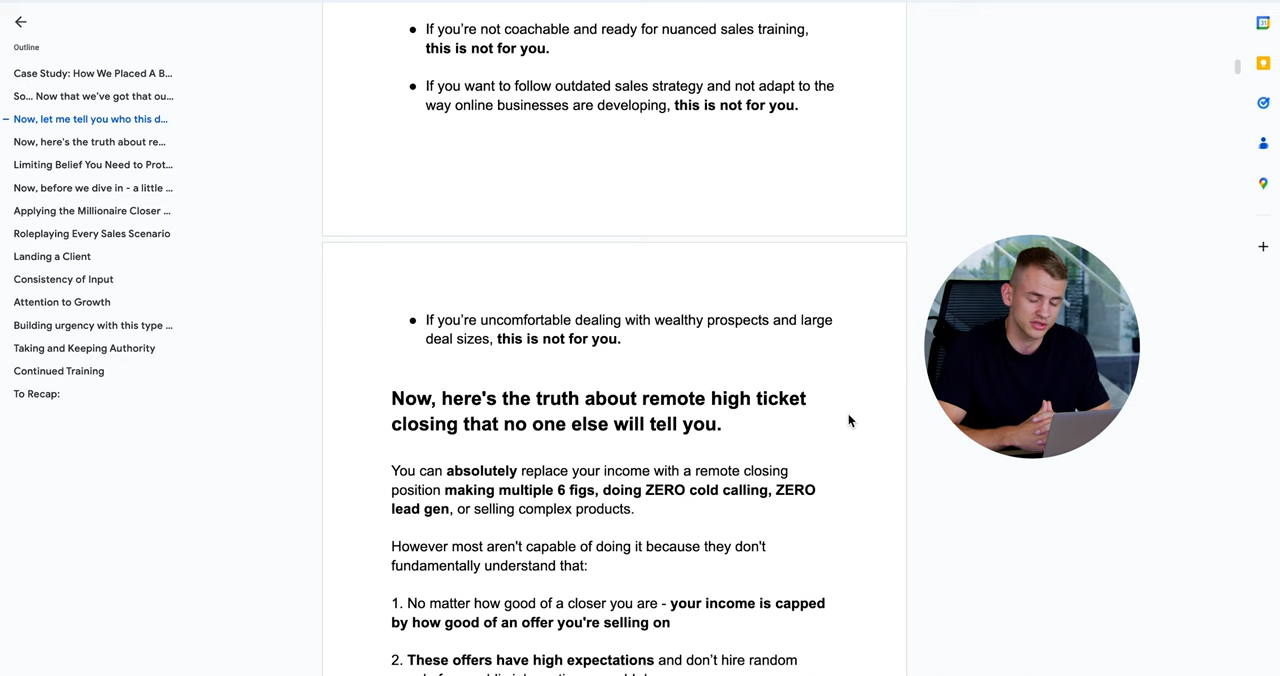 Outline
Case Study: How We Placed A B...
So... Now that we've got that ou...
Now, let me tell you who this d...
Now, here's the truth about re...
Limiting Belief You Need to Prot...
Now, before we dive in - a little ...
Applying the Millionaire Closer ...
Roleplaying Every Sales Scenario
Landing a Client
Consistency of Input
Attention to Growth
Building urgency with this type ...
Taking and Keeping Authority
Continued Training
To Recap:
● If you're not coachable and ready for nuanced sales training,
this is not for you.
● If you want to follow outdated sales strategy and not adapt to the
way online businesses are developing, this is not for you.
● If you're uncomfortable dealing with wealthy prospects and large
deal sizes, this is not for you.
Now, here's the truth about remote high ticket
closing that no one else will tell you.
You can absolutely replace your income with a remote closing
position making multiple 6 figs, doing ZERO cold calling, ZERO
lead gen, or selling complex products.
However most aren't capable of doing it because they don't
fundamentally understand that:
1. No matter how good of a closer you are - your income is capped
by how good of an offer you're selling on
2. These offers have high expectations and don't hire random
31